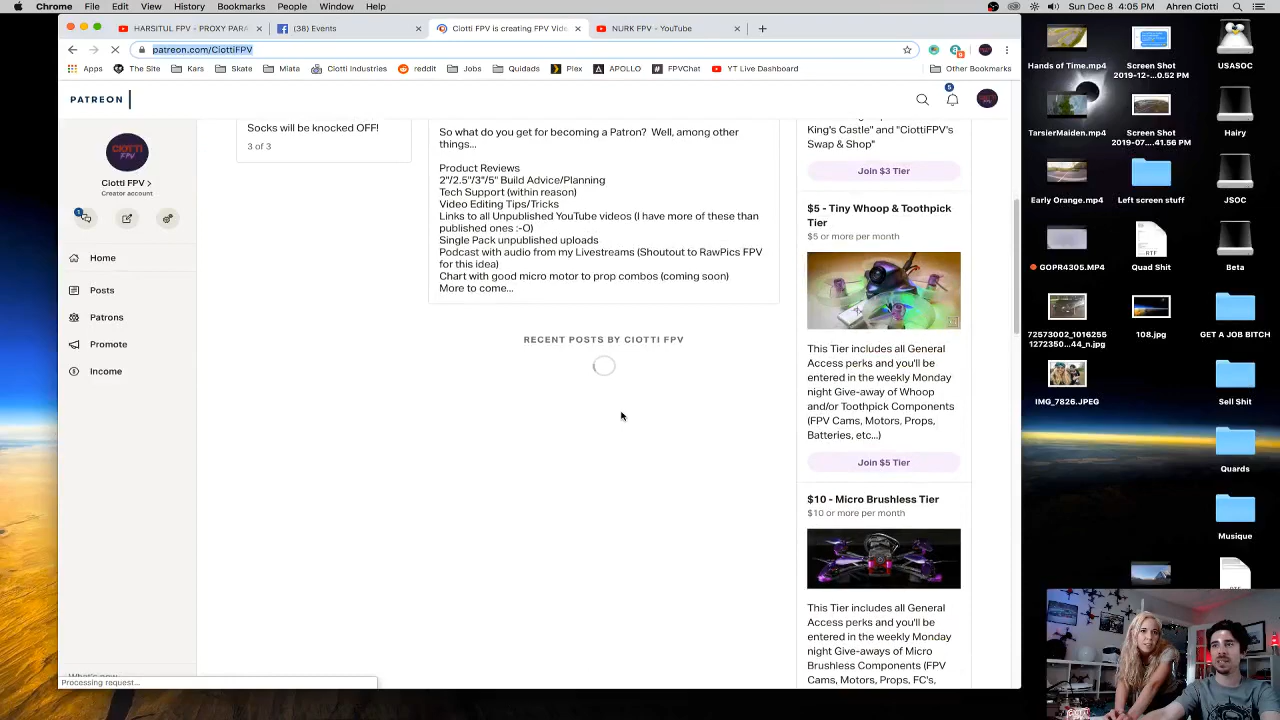 Chrome File Edit View History Bookmarks People Window Help
Sun Dec 8 4:05 PM Ahren Ciotti
HARSITUL FPV - PROXY PARA
(38) Events
Ciotti FPV is creating FPV Vide
NURK FPV - YouTube
patreon.com/CiottiFPV
Apps The Site Kars Skate Miata Ciotti Industries reddit Jobs Quidads Plex APOLLO FPVChat YT Live Dashboard Other Bookmarks
PATREON
5
Ciotti FPV
Creator account
1
Home
Posts
Patrons
Promote
Income
Socks will be knocked OFF!
3 of 3
So what do you get for becoming a Patron? Well, among other
things...
Product Reviews
2"/2.5"/3"/5" Build Advice/Planning
Tech Support (within reason)
Video Editing Tips/Tricks
Links to all Unpublished YouTube videos (I have more of these than
published ones :-O)
Single Pack unpublished uploads
Podcast with audio from my Livestreams (Shoutout to RawPics FPV
for this idea)
Chart with good micro motor to prop combos (coming soon)
More to come...
RECENT POSTS BY CIOTTI FPV
King's Castle" and "CiottiFPV's
Swap & Shop"
Join $3 Tier
$5 - Tiny Whoop & Toothpick
Tier
$5 or more per month
This Tier includes all General
Access perks and you'll be
entered in the weekly Monday
night Give-away of Whoop
and/or Toothpick Components
(FPV Cams, Motors, Props,
Batteries, etc...)
Join $5 Tier
$10 - Micro Brushless Tier
$10 or more per month
This Tier includes all General
Access perks and you'll be
entered in the weekly Monday
night Give-aways of Micro
Brushless Components (FPV
Cams, Motors, Props, FC's,
Processing request...
Hands of Time.mp4
Screen Shot
2019-12-...0.52 PM
USASOC
TarsierMaiden.mp4
Screen Shot
2019-07....41.56 PM
Hairy
Early Orange.mp4
Left screen stuff
JSOC
GOPR4305.MP4
Quad Shit
Beta
72573002_1016255
1272350...44_n.jpg
108.jpg
GET A JOB BITCH
IMG_7826.JPEG
Sell Shit
Quards
Musique
RTF